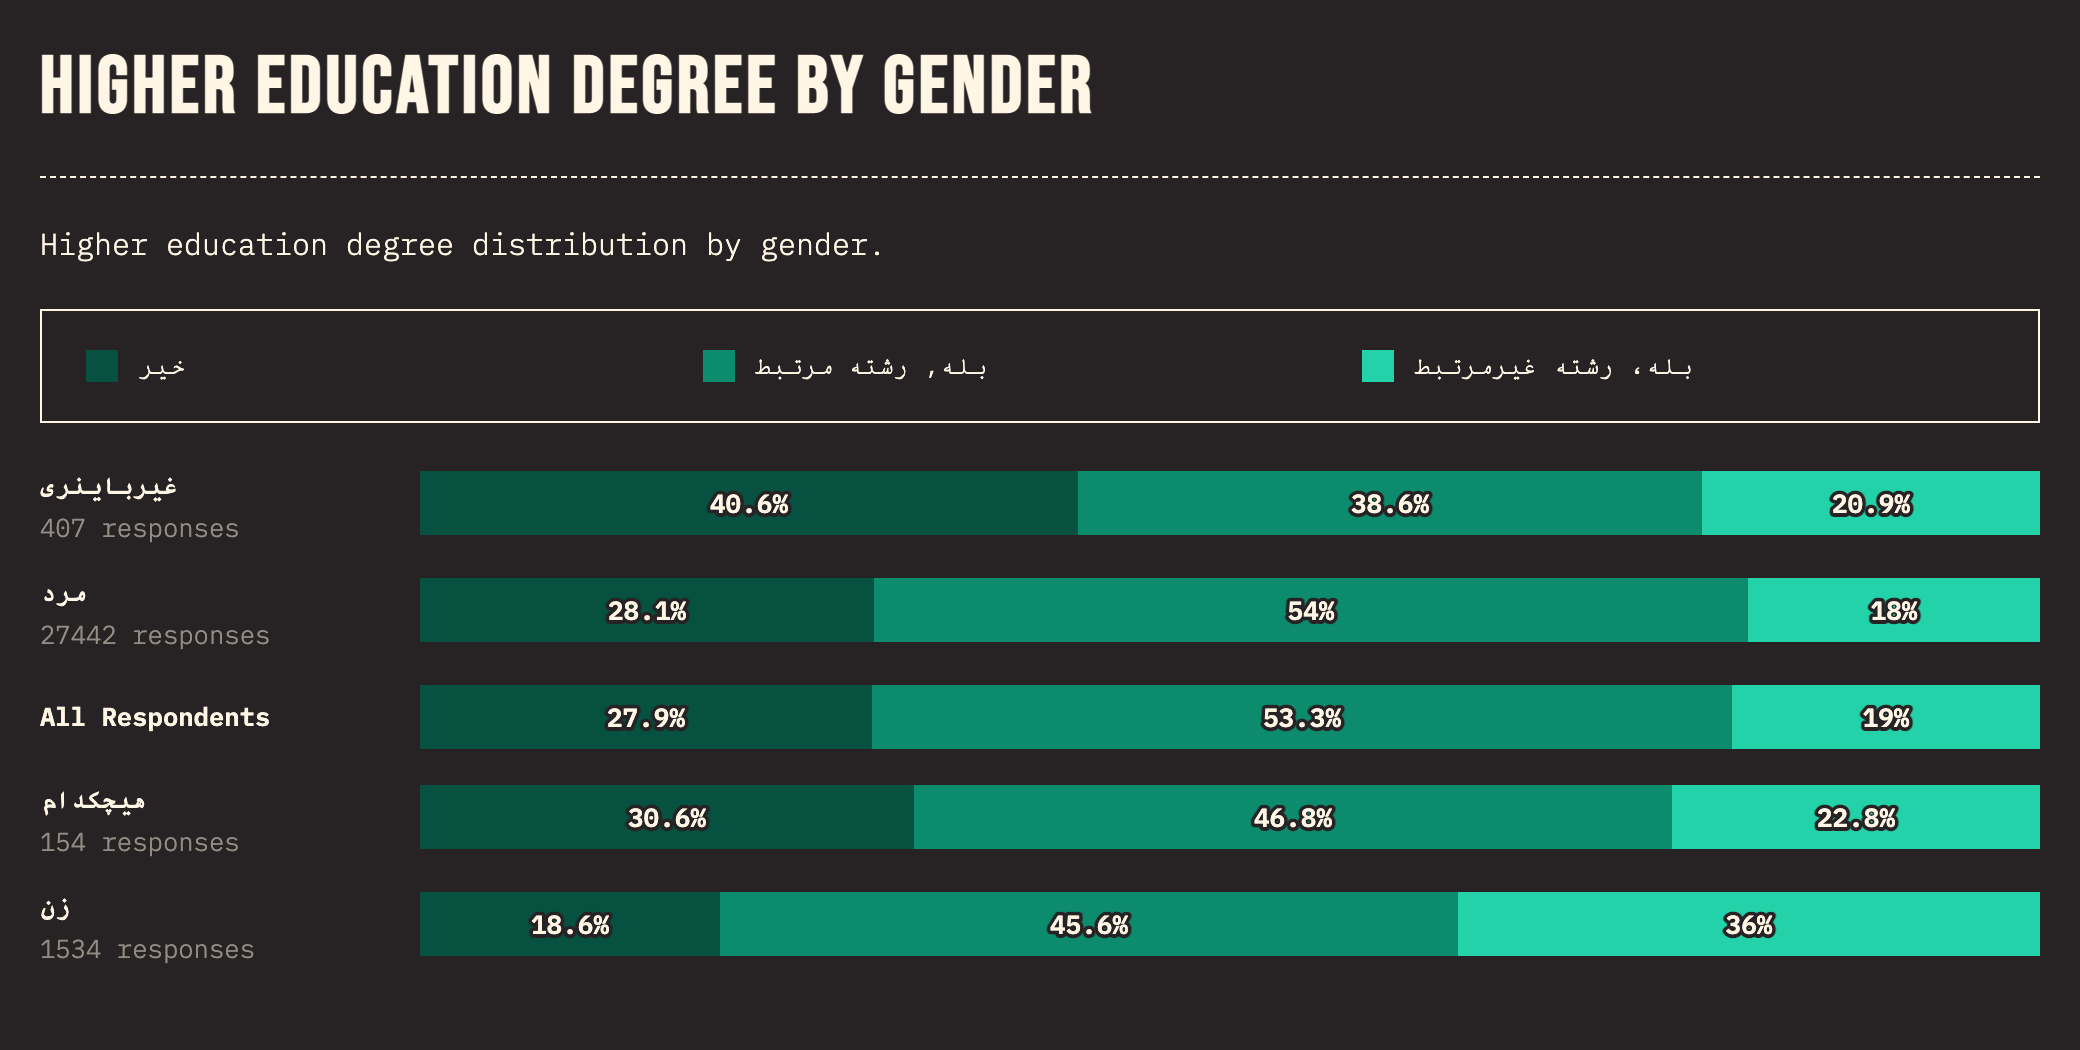 HIGHER EDUCATION DEGREE BY GENDER
Higher education degree distribution by gender.
خیر
بله, رشته مرتبط
بله، رشته غیرمرتبط
غیرباینری
407 responses
40.6% 38.6% 20.9%
مرد
27442 responses
28.1% 54% 18%
All Respondents
27.9% 53.3% 19%
هیچکدام
154 responses
30.6% 46.8% 22.8%
زن
1534 responses
18.6% 45.6% 36%